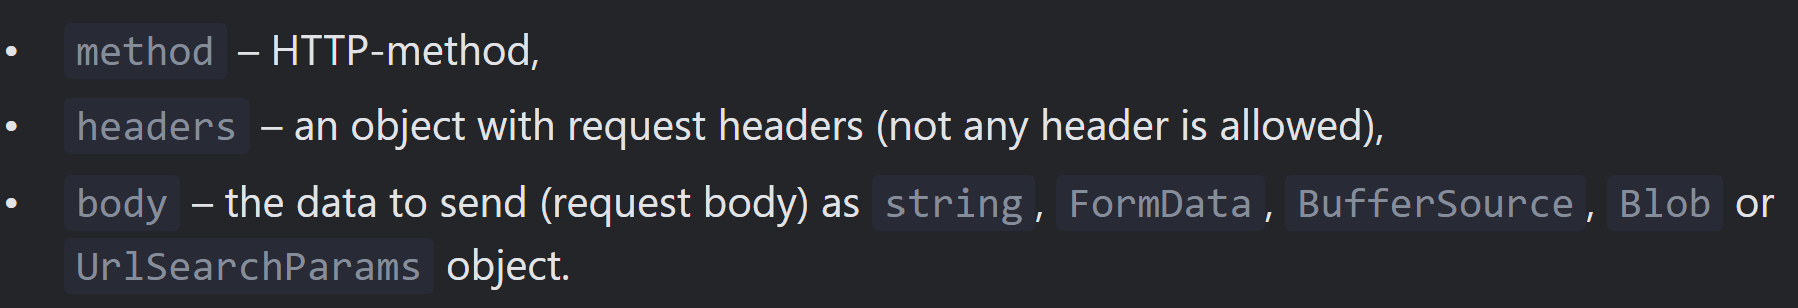 • method – HTTP-method,
• headers – an object with request headers (not any header is allowed),
• body – the data to send (request body) as string, FormData, BufferSource, Blob or
UrlSearchParams object.